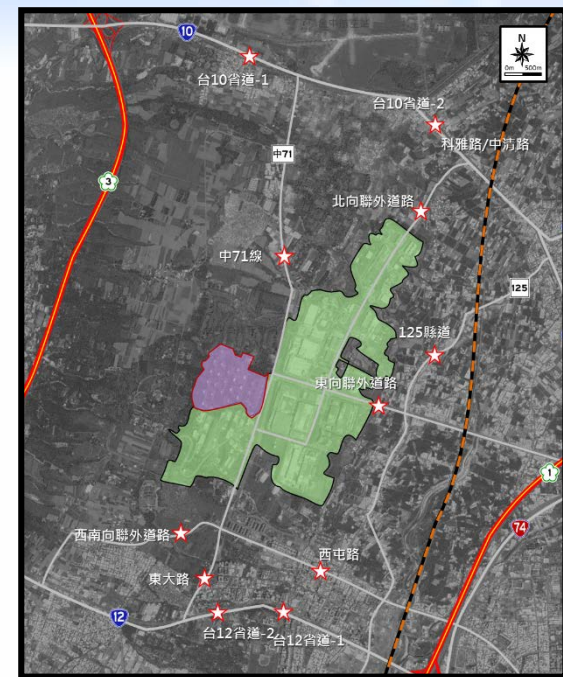 10
N
0m 500m
台10省道-1
台10省道-2
科雅路/中清路
中71
3
北向聯外道路
中71線
125
125縣道
東向聯外道路
1
74
西南向聯外道路
西屯路
東大路
12
台12省道-2
台12省道-1